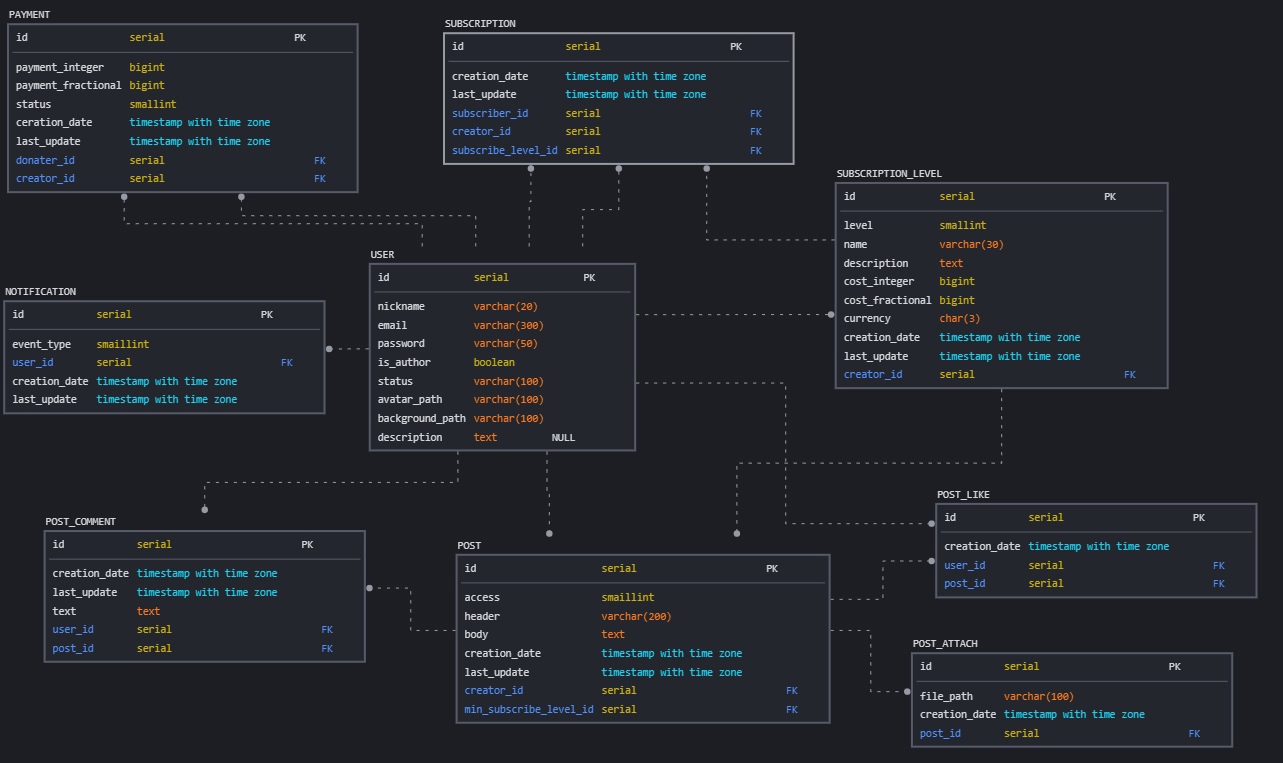 PAYMENT
id serial PK
payment_integer bigint
payment_fractional bigint
status smallint
ceration_date timestamp with time zone
last_update timestamp with time zone
donater_id serial FK
creator_id serial FK
SUBSCRIPTION
id serial PK
creation_date timestamp with time zone
last_update timestamp with time zone
subscriber_id serial FK
creator_id serial FK
subscribe_level_id serial FK
SUBSCRIPTION_LEVEL
id serial PK
level smallint
name varchar(30)
description text
cost_integer bigint
cost_fractional bigint
currency char(3)
creation_date timestamp with time zone
last_update timestamp with time zone
creator_id serial FK
USER
id serial PK
nickname varchar(20)
email varchar(300)
password varchar(50)
is_author boolean
status varchar(100)
avatar_path varchar(100)
background_path varchar(100)
description text NULL
NOTIFICATION
id serial PK
event_type smaillint
user_id serial FK
creation_date timestamp with time zone
last_update timestamp with time zone
POST_COMMENT
id serial PK
creation_date timestamp with time zone
last_update timestamp with time zone
text text
user_id serial FK
post_id serial FK
POST
id serial PK
access smaillint
header varchar(200)
body text
creation_date timestamp with time zone
last_update timestamp with time zone
creator_id serial FK
min_subscribe_level_id serial FK
POST_LIKE
id serial PK
creation_date timestamp with time zone
user_id serial FK
post_id serial FK
POST_ATTACH
id serial PK
file_path varchar(100)
creation_date timestamp with time zone
post_id serial FK